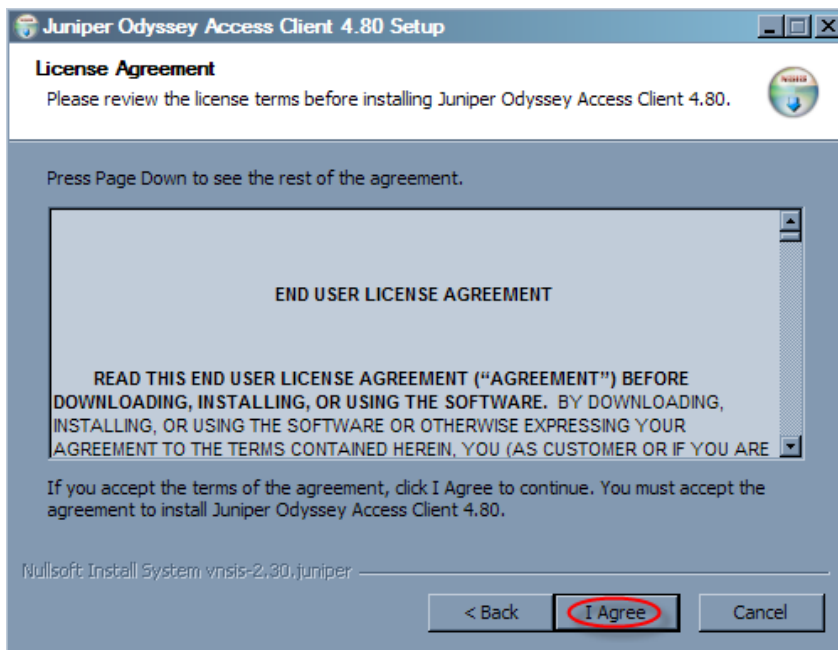 Juniper Odyssey Access Client 4.80 Setup
License Agreement
Please review the license terms before installing Juniper Odyssey Access Client 4.80.
Press Page Down to see the rest of the agreement.
END USER LICENSE AGREEMENT
READ THIS END USER LICENSE AGREEMENT (“AGREEMENT”) BEFORE
DOWNLOADING, INSTALLING, OR USING THE SOFTWARE. BY DOWNLOADING,
INSTALLING, OR USING THE SOFTWARE OR OTHERWISE EXPRESSING YOUR
AGREEMENT TO THE TERMS CONTAINED HEREIN, YOU (AS CUSTOMER OR IF YOU ARE
If you accept the terms of the agreement, click I Agree to continue. You must accept the
agreement to install Juniper Odyssey Access Client 4.80.
Nullsoft Install System vnsis-2.30.juniper
< Back I Agree Cancel